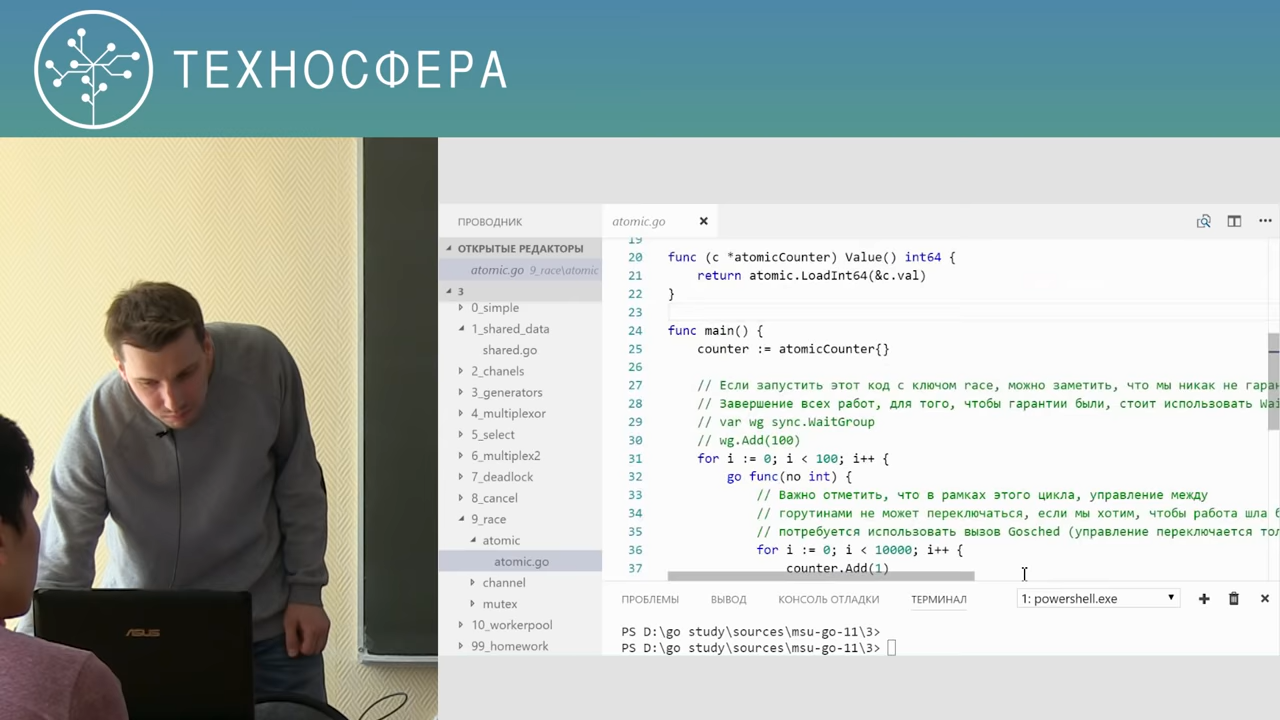 ТЕХНОСФЕРА
ПРОВОДНИК
ОТКРЫТЫЕ РЕДАКТОРЫ
atomic.go 9_race\atomic
3
0_simple
1_shared_data
shared.go
2_chanels
3_generators
4_multiplexor
5_select
6_multiplex2
7_deadlock
8_cancel
9_race
atomic
atomic.go
channel
mutex
10_workerpool
99_homework
atomic.go
19
20 func (c *atomicCounter) Value() int64 {
21 return atomic.LoadInt64(&c.val)
22 }
23
24 func main() {
25 counter := atomicCounter{}
26
27 // Если запустить этот код с ключом race, можно заметить, что мы никак не гаран
28 // Завершение всех работ, для того, чтобы гарантии были, стоит использовать Wai
29 // var wg sync.WaitGroup
30 // wg.Add(100)
31 for i := 0; i < 100; i++ {
32 go func(no int) {
33 // Важно отметить, что в рамках этого цикла, управление между
34 // горутинами не может переключаться, если мы хотим, чтобы работа шла б
35 // потребуется использовать вызов Gosched (управление переключается тол
36 for i := 0; i < 10000; i++ {
37 counter.Add(1)
ПРОБЛЕМЫ ВЫВОД КОНСОЛЬ ОТЛАДКИ ТЕРМИНАЛ 1: powershell.exe
PS D:\go study\sources\msu-go-11\3>
PS D:\go study\sources\msu-go-11\3>
ASUS